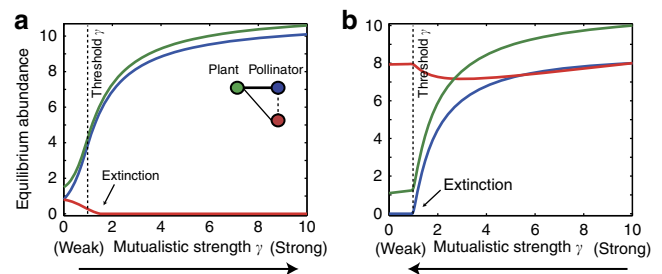 a
b
Equilibrium abundance
10
8
6
4
2
0
Threshold γ
Plant
Pollinator
Extinction
0
2
4
6
8
10
(Weak)
Mutualistic strength γ
(Strong)
10
8
6
4
2
0
Threshold γ
Extinction
0
2
4
6
8
10
(Weak)
Mutualistic strength γ
(Strong)